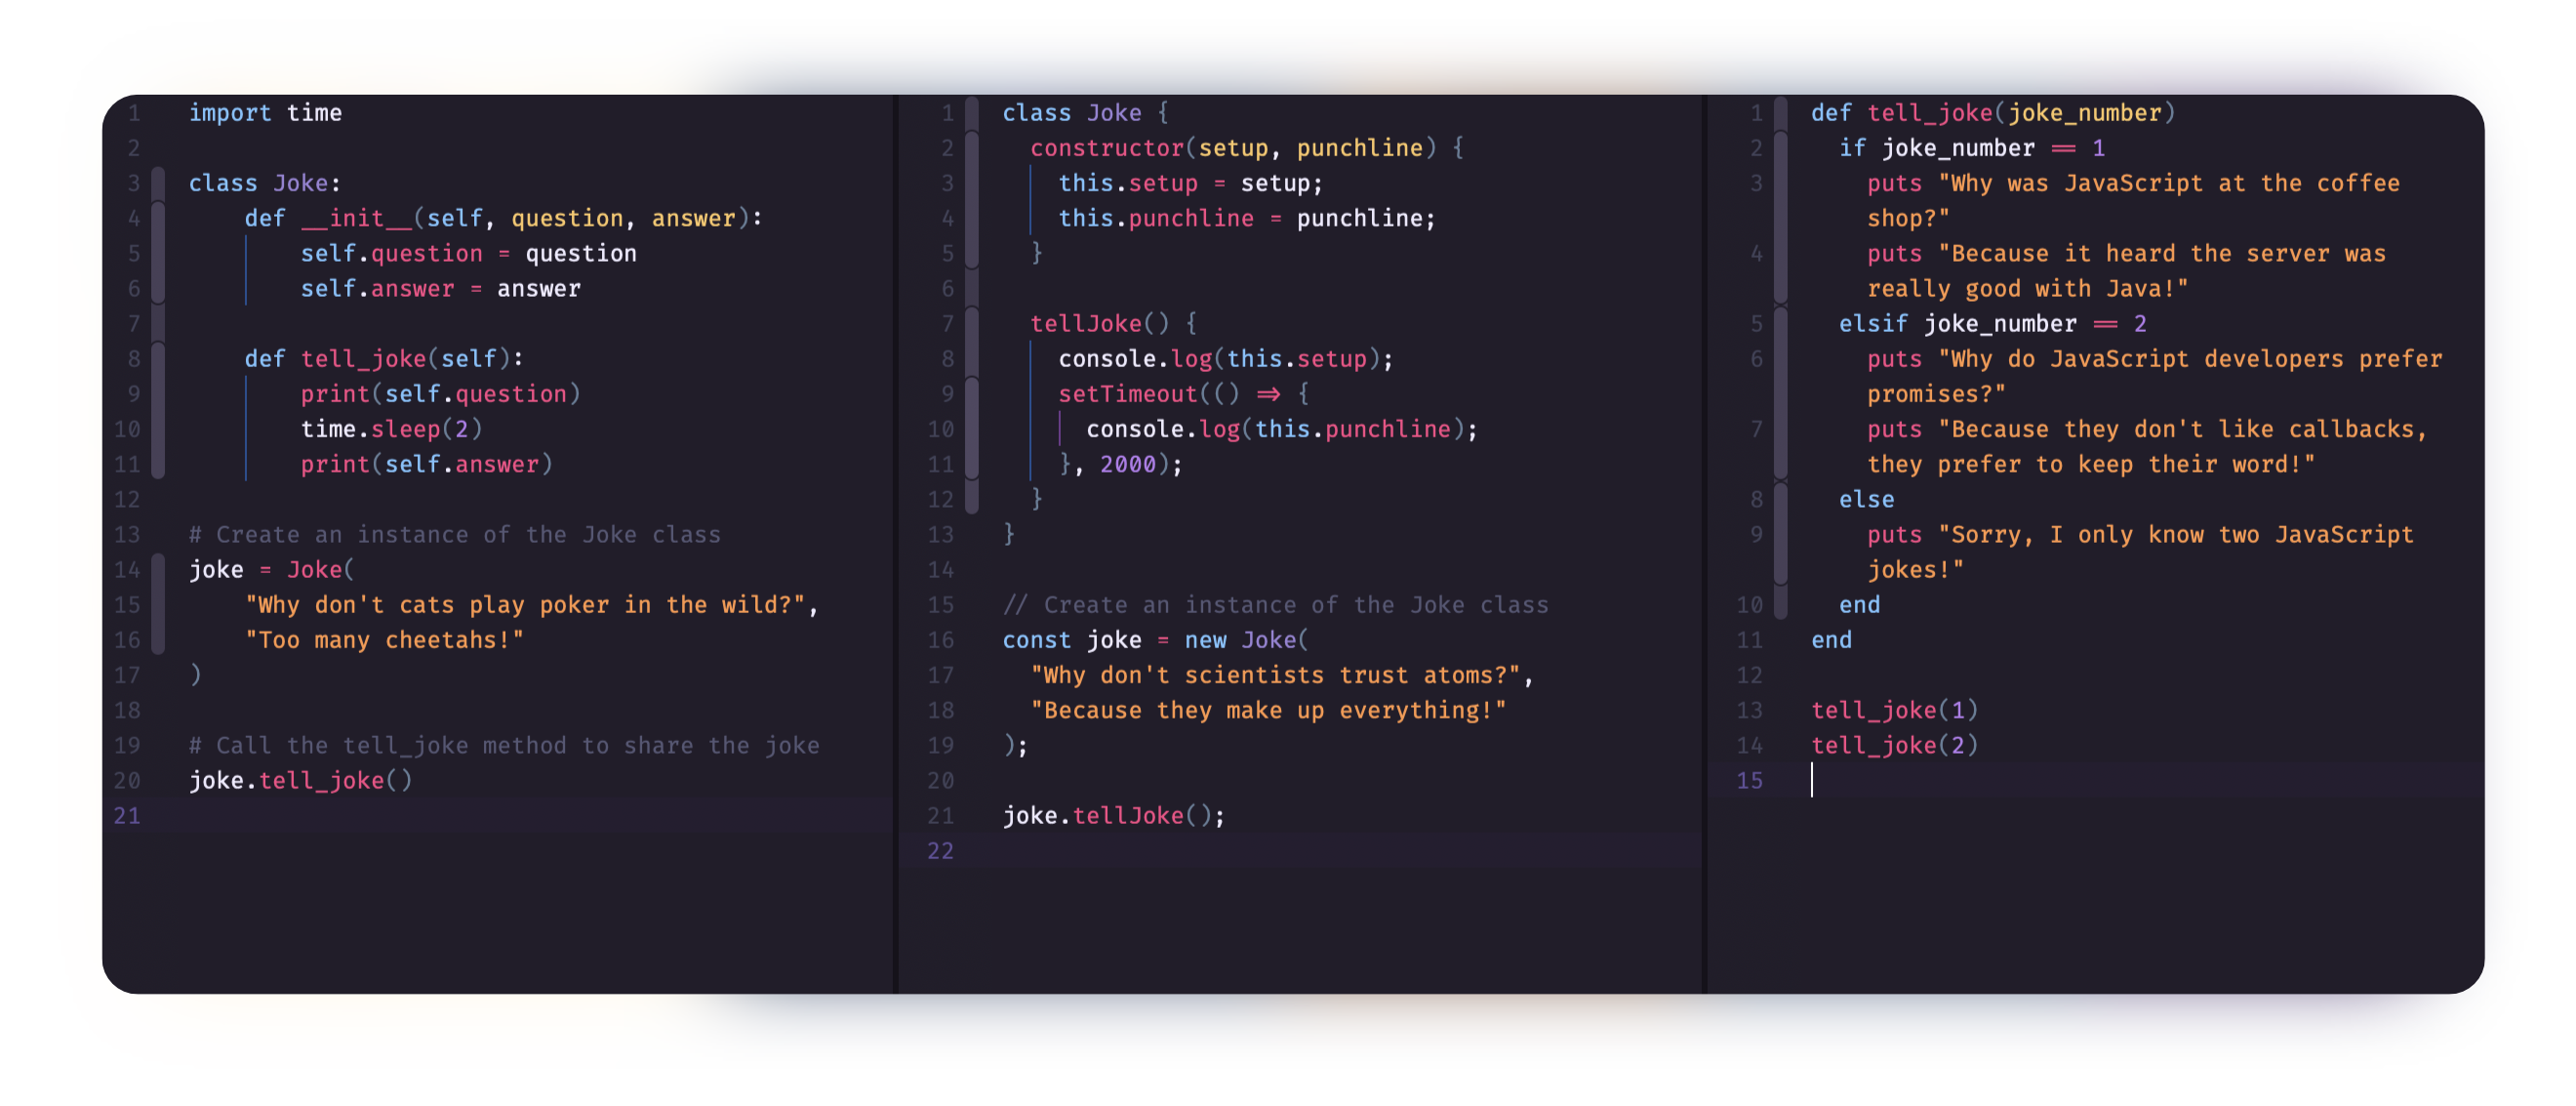 1 import time
2
3 class Joke:
4 def __init__(self, question, answer):
5 self.question = question
6 self.answer = answer
7
8 def tell_joke(self):
9 print(self.question)
10 time.sleep(2)
11 print(self.answer)
12
13 # Create an instance of the Joke class
14 joke = Joke(
15 "Why don't cats play poker in the wild?",
16 "Too many cheetahs!"
17 )
18
19 # Call the tell_joke method to share the joke
20 joke.tell_joke()
21
1 class Joke {
2 constructor(setup, punchline) {
3 this.setup = setup;
4 this.punchline = punchline;
5 }
6
7 tellJoke() {
8 console.log(this.setup);
9 setTimeout(() => {
10 console.log(this.punchline);
11 }, 2000);
12 }
13 }
14
15 // Create an instance of the Joke class
16 const joke = new Joke(
17 "Why don't scientists trust atoms?",
18 "Because they make up everything!"
19 );
20
21 joke.tellJoke();
22
1 def tell_joke(joke_number)
2 if joke_number == 1
3 puts "Why was JavaScript at the coffee
shop?"
4 puts "Because it heard the server was
really good with Java!"
5 elsif joke_number == 2
6 puts "Why do JavaScript developers prefer
promises?"
7 puts "Because they don't like callbacks,
they prefer to keep their word!"
8 else
9 puts "Sorry, I only know two JavaScript
jokes!"
10 end
11 end
12
13 tell_joke(1)
14 tell_joke(2)
15